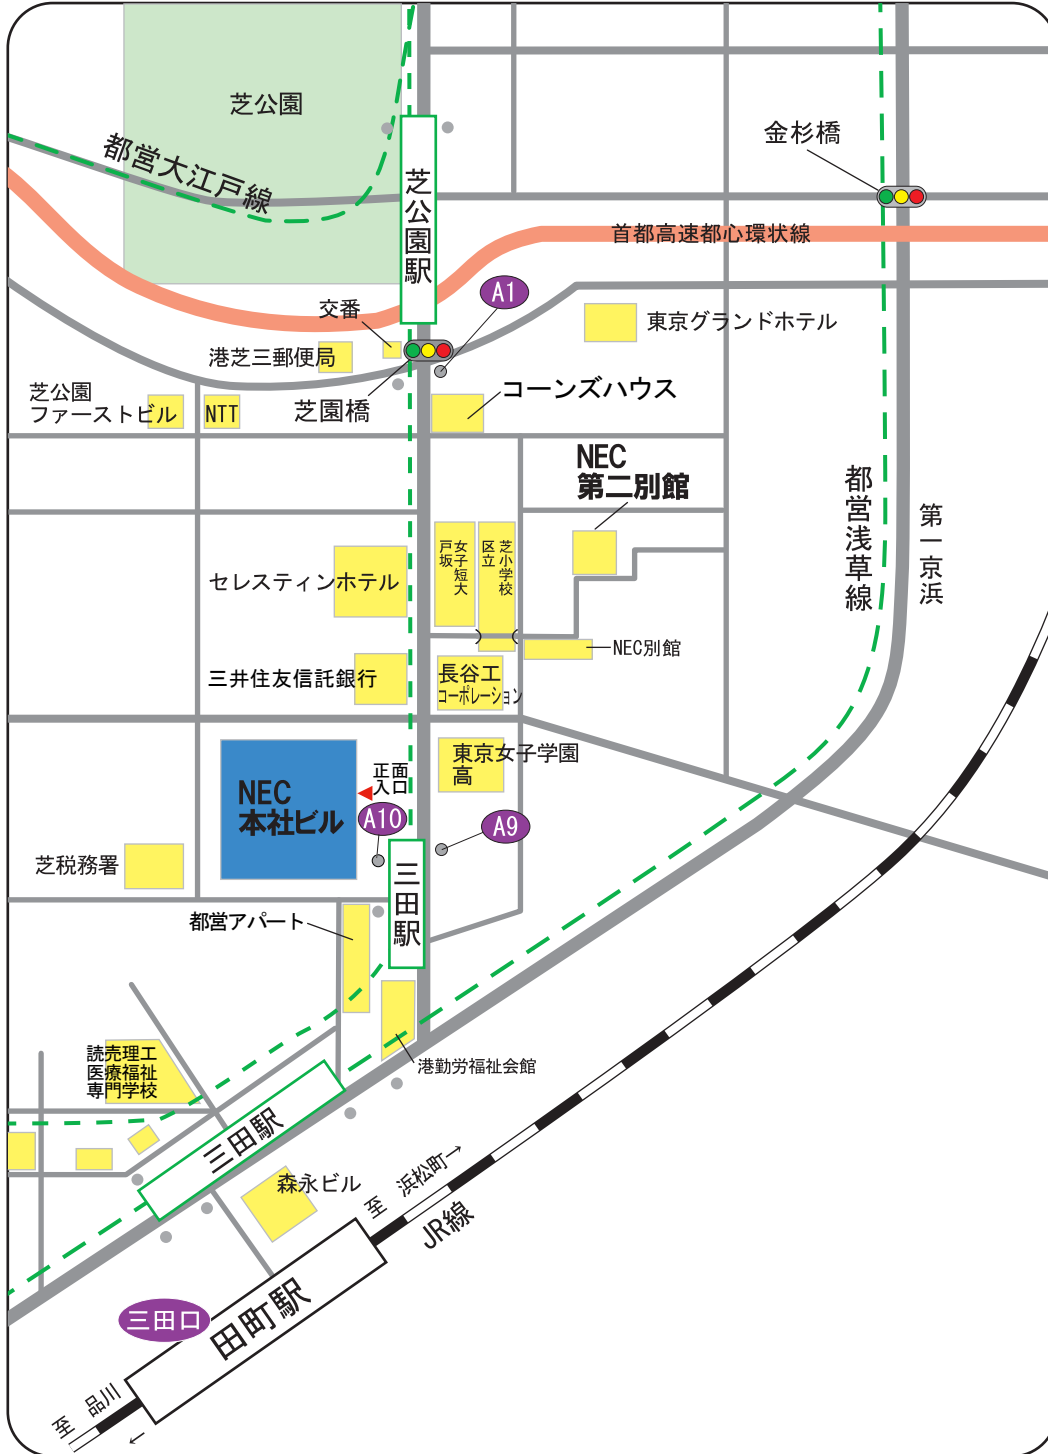 芝公園
都営大江戸線
芝公園駅
金杉橋
首都高速都心環状線
A1
交番
東京グランドホテル
港芝三郵便局
芝公園
ファーストビル
NTT
芝園橋
コーンズハウス
NEC
第二別館
都営浅草線
第一京浜
女子短大
戸坂
芝小学校
区立
セレスティンホテル
NEC別館
三井住友信託銀行
長谷工
コーポレーション
東京女子学園
高
正面
入口
NEC
本社ビル
A10
A9
芝税務署
三田駅
都営アパート
港勤労福祉会館
読売理工
医療福祉
専門学校
三田駅
森永ビル
至 浜松町→
JR線
三田口
田町駅
至 品川
←